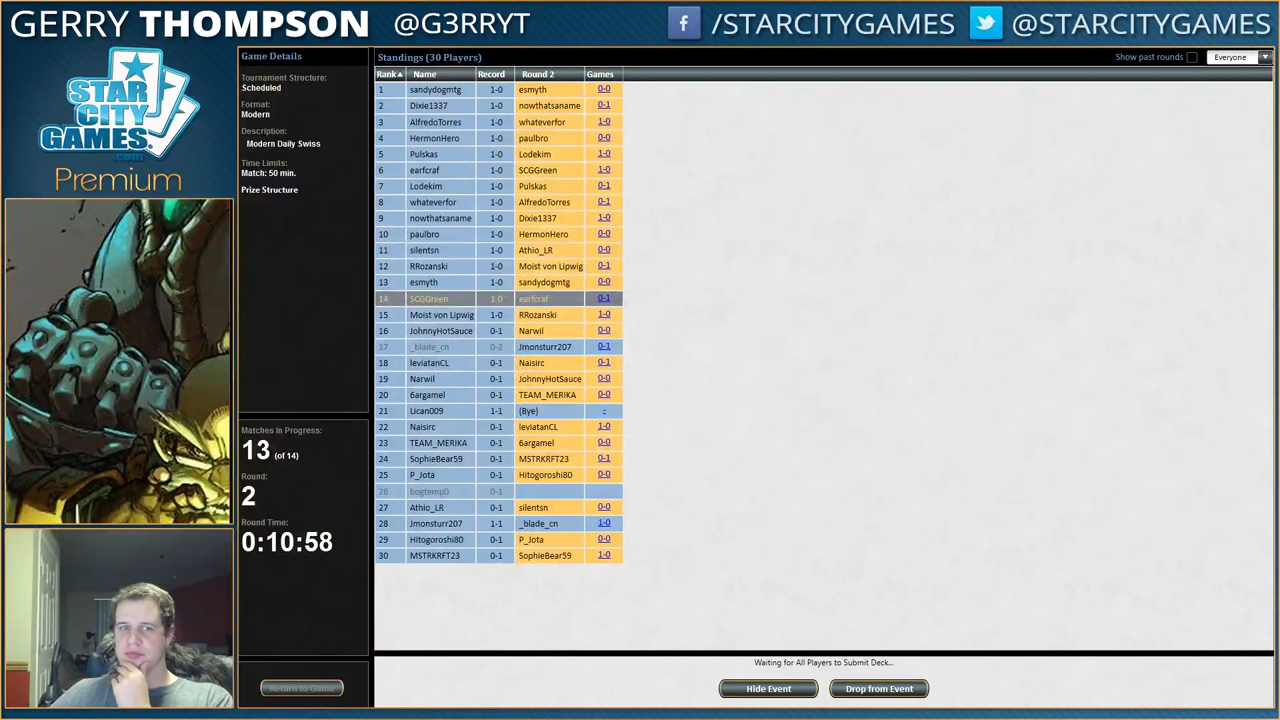 GERRY THOMPSON @G3RRYT f /STARCITYGAMES @STARCITYGAMES
STAR CITY GAMES.com
Premium
Game Details
Tournament Structure:
Scheduled
Format:
Modern
Description:
Modern Daily Swiss
Time Limits:
Match: 50 min.
Prize Structure
Matches In Progress:
13 (of 14)
Round:
2
Round Time:
0:10:58
Return to Game
Standings (30 Players) Show past rounds Everyone
Rank Name Record Round 2 Games
1 sandydogmtg 1-0 esmyth 0-0
2 Dixie1337 1-0 nowthatsaname 0-1
3 AlfredoTorres 1-0 whateverfor 1-0
4 HermonHero 1-0 paulbro 0-0
5 Pulskas 1-0 Lodekim 1-0
6 earfcraf 1-0 SCGGreen 1-0
7 Lodekim 1-0 Pulskas 0-1
8 whateverfor 1-0 AlfredoTorres 0-1
9 nowthatsaname 1-0 Dixie1337 1-0
10 paulbro 1-0 HermonHero 0-0
11 silentsn 1-0 Athio_LR 0-0
12 RRozanski 1-0 Moist von Lipwig 0-1
13 esmyth 1-0 sandydogmtg 0-0
14 SCGGreen 1-0 earfcraf 0-1
15 Moist von Lipwig 1-0 RRozanski 1-0
16 JohnnyHotSauce 0-1 Narwil 0-0
17 _blade_cn 0-2 Jmonsturr207 0-1
18 leviatanCL 0-1 Naisirc 0-1
19 Narwil 0-1 JohnnyHotSauce 0-0
20 6argamel 0-1 TEAM_MERIKA 0-0
21 Lican009 1-1 (Bye) -
22 Naisirc 0-1 leviatanCL 1-0
23 TEAM_MERIKA 0-1 6argamel 0-0
24 SophieBear59 0-1 MSTRKRFT23 0-1
25 P_Jota 0-1 Hitogoroshi80 0-0
26 bogtemp0 0-1
27 Athio_LR 0-1 silentsn 0-0
28 Jmonsturr207 1-1 _blade_cn 1-0
29 Hitogoroshi80 0-1 P_Jota 0-0
30 MSTRKRFT23 0-1 SophieBear59 1-0
Waiting for All Players to Submit Deck...
Hide Event Drop from Event